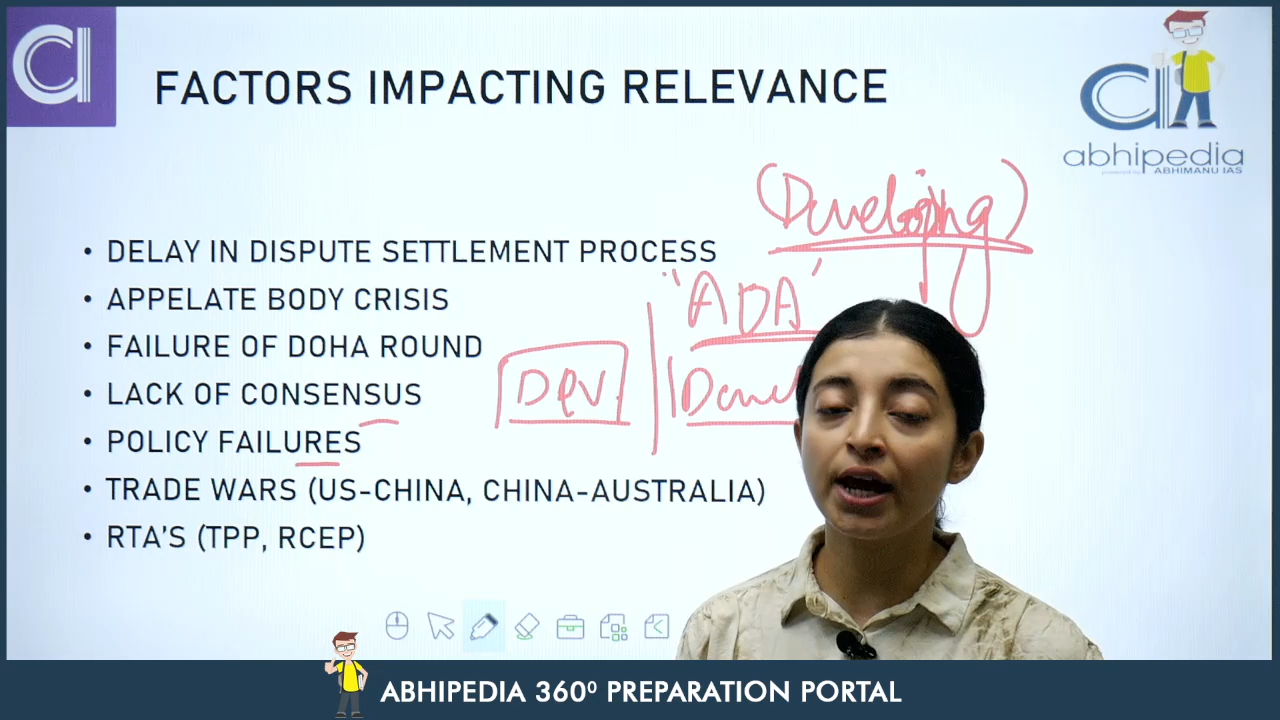 FACTORS IMPACTING RELEVANCE
abhipedia
powered by ABHIMANU IAS
(Developing)
• DELAY IN DISPUTE SETTLEMENT PROCESS
"ADA"
• APPELATE BODY CRISIS
• FAILURE OF DOHA ROUND
Dev
• LACK OF CONSENSUS
• POLICY FAILURES
• TRADE WARS (US-CHINA, CHINA-AUSTRALIA)
• RTA'S (TPP, RCEP)
ABHIPEDIA 360⁰ PREPARATION PORTAL